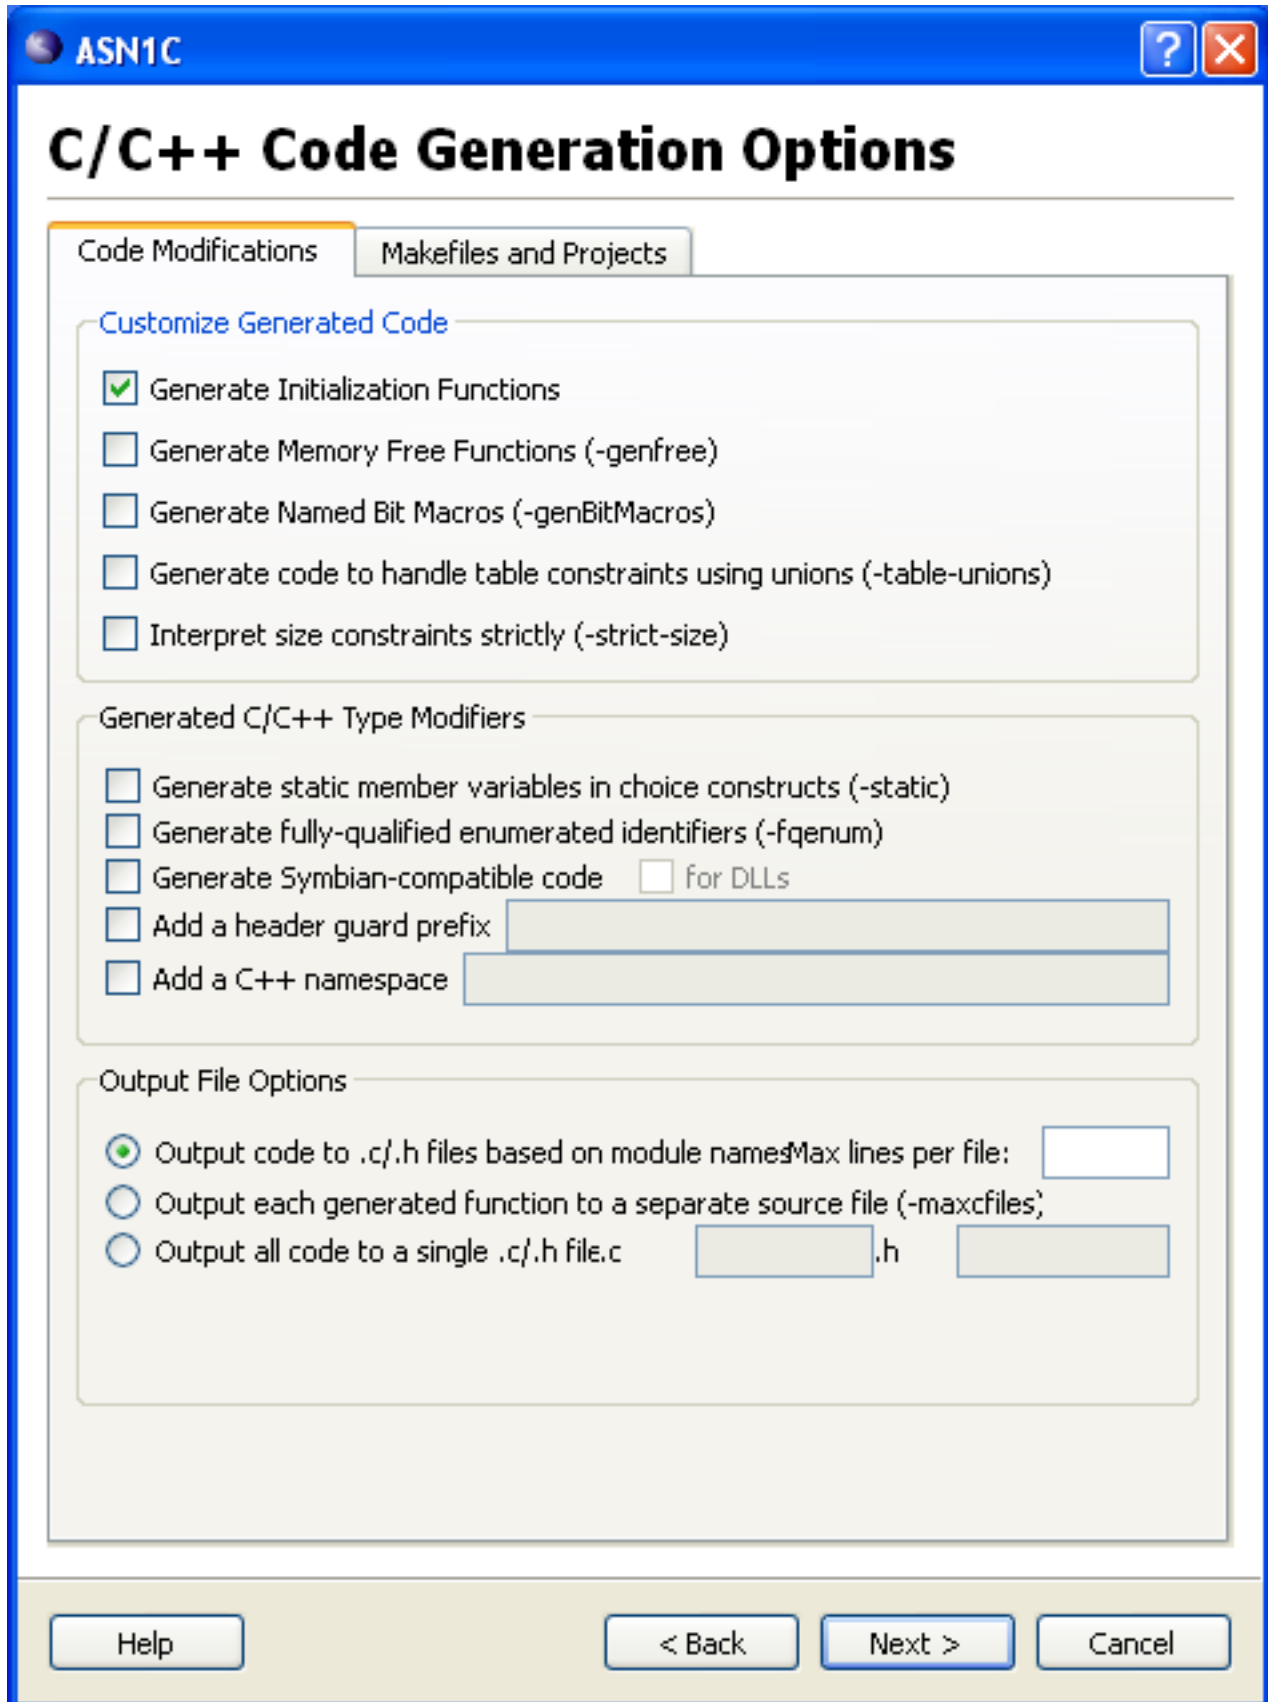 ASN1C
C/C++ Code Generation Options
Code Modifications
Makefiles and Projects
Customize Generated Code
Generate Initialization Functions
Generate Memory Free Functions (-genfree)
Generate Named Bit Macros (-genBitMacros)
Generate code to handle table constraints using unions (-table-unions)
Interpret size constraints strictly (-strict-size)
Generated C/C++ Type Modifiers
Generate static member variables in choice constructs (-static)
Generate fully-qualified enumerated identifiers (-fqenum)
Generate Symbian-compatible code for DLLs
Add a header guard prefix
Add a C++ namespace
Output File Options
Output code to .c/.h files based on module names Max lines per file:
Output each generated function to a separate source file (-maxcfiles)
Output all code to a single .c/.h file .c .h
Help < Back Next > Cancel